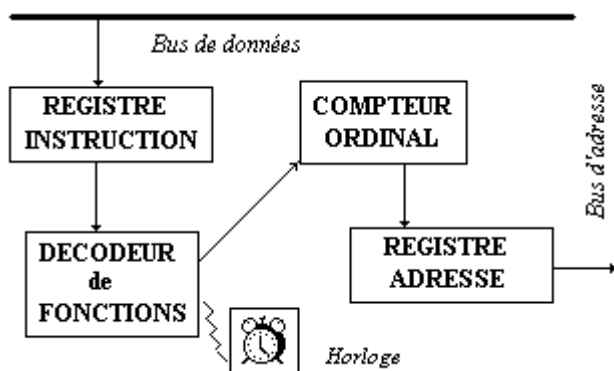 Bus de données
REGISTRE
INSTRUCTION
COMPTEUR
ORDINAL
Bus d'adresse
DECODEUR
de
FONCTIONS
REGISTRE
ADRESSE
Horloge